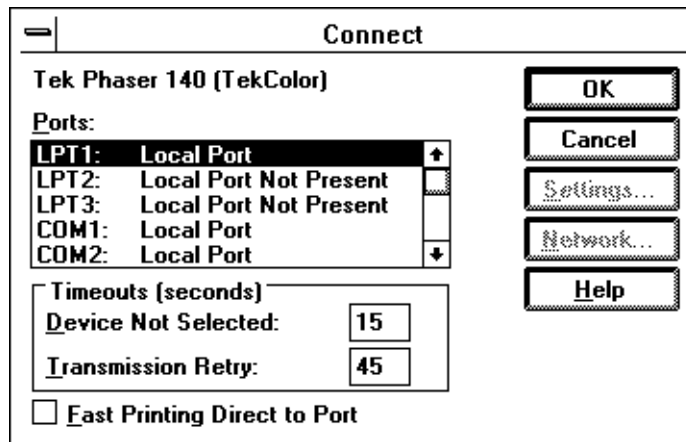 Connect
Tek Phaser 140 (TekColor)
OK
Ports:
Cancel
LPT1: Local Port
LPT2: Local Port Not Present
LPT3: Local Port Not Present
COM1: Local Port
COM2: Local Port
Settings...
Network...
Help
Timeouts (seconds)
Device Not Selected: 15
Transmission Retry: 45
Fast Printing Direct to Port